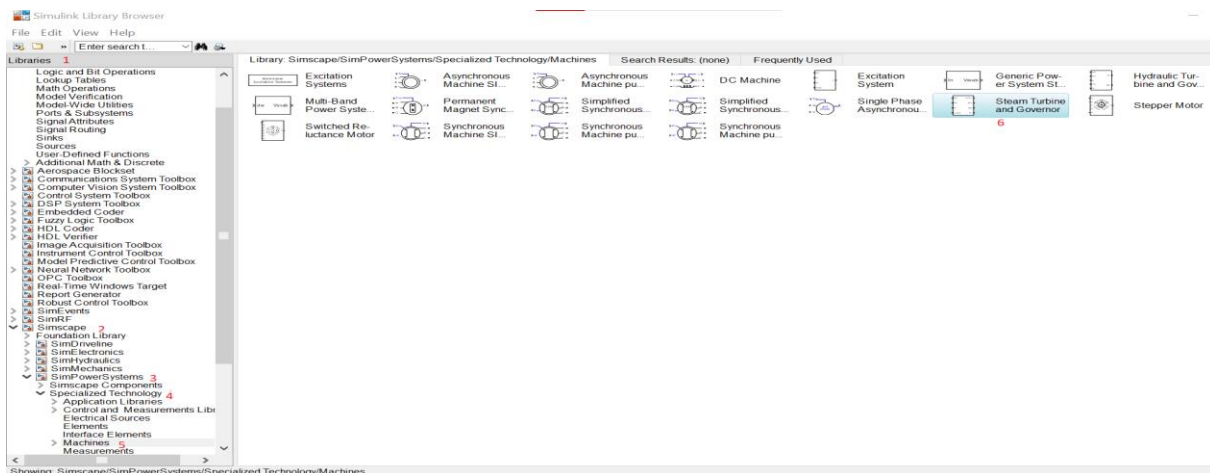 Simulink Library Browser
File Edit View Help
» Enter search t...
Libraries 1
Library: Simscape/SimPowerSystems/Specialized Technology/Machines Search Results: (none) Frequently Used
Logic and Bit Operations
Lookup Tables
Math Operations
Model Verification
Model-Wide Utilities
Ports & Subsystems
Signal Attributes
Signal Routing
Sinks
Sources
User-Defined Functions
Additional Math & Discrete
Aerospace Blockset
Communications System Toolbox
Computer Vision System Toolbox
Control System Toolbox
DSP System Toolbox
Embedded Coder
Fuzzy Logic Toolbox
HDL Coder
HDL Verifier
Image Acquisition Toolbox
Instrument Control Toolbox
Model Predictive Control Toolbox
Neural Network Toolbox
OPC Toolbox
Real-Time Windows Target
Report Generator
Robust Control Toolbox
SimEvents
SimRF
Simscape 2
Foundation Library
SimDriveline
SimElectronics
SimHydraulics
SimMechanics
SimPowerSystems 3
Simscape Components
Specialized Technology 4
Application Libraries
Control and Measurements Libr
Electrical Sources
Elements
Interface Elements
Machines 5
Measurements
Excitation
Systems
Asynchronous
Machine SI...
Asynchronous
Machine pu...
DC Machine
Excitation
System
Generic Pow-
er System St...
Hydraulic Tur-
bine and Gov...
Multi-Band
Power Syste...
Permanent
Magnet Sync...
Simplified
Synchronous...
Simplified
Synchronous...
Single Phase
Asynchronou...
Steam Turbine
and Governor
6
Stepper Motor
Switched Re-
luctance Motor
Synchronous
Machine SI...
Synchronous
Machine pu...
Synchronous
Machine pu...
Showing: Simscape/SimPowerSystems/Specialized Technology/Machines